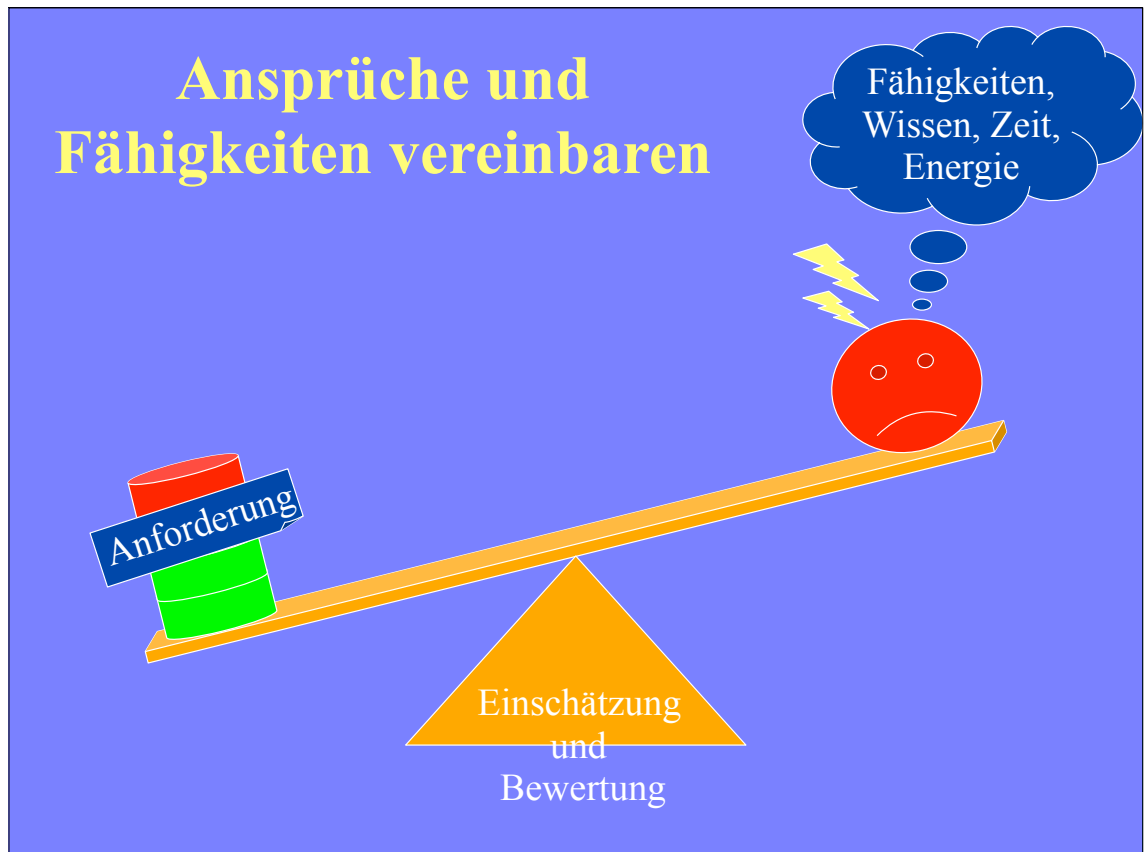 Ansprüche und
Fähigkeiten vereinbaren
Fähigkeiten,
Wissen, Zeit,
Energie
Anforderung
Einschätzung
und
Bewertung